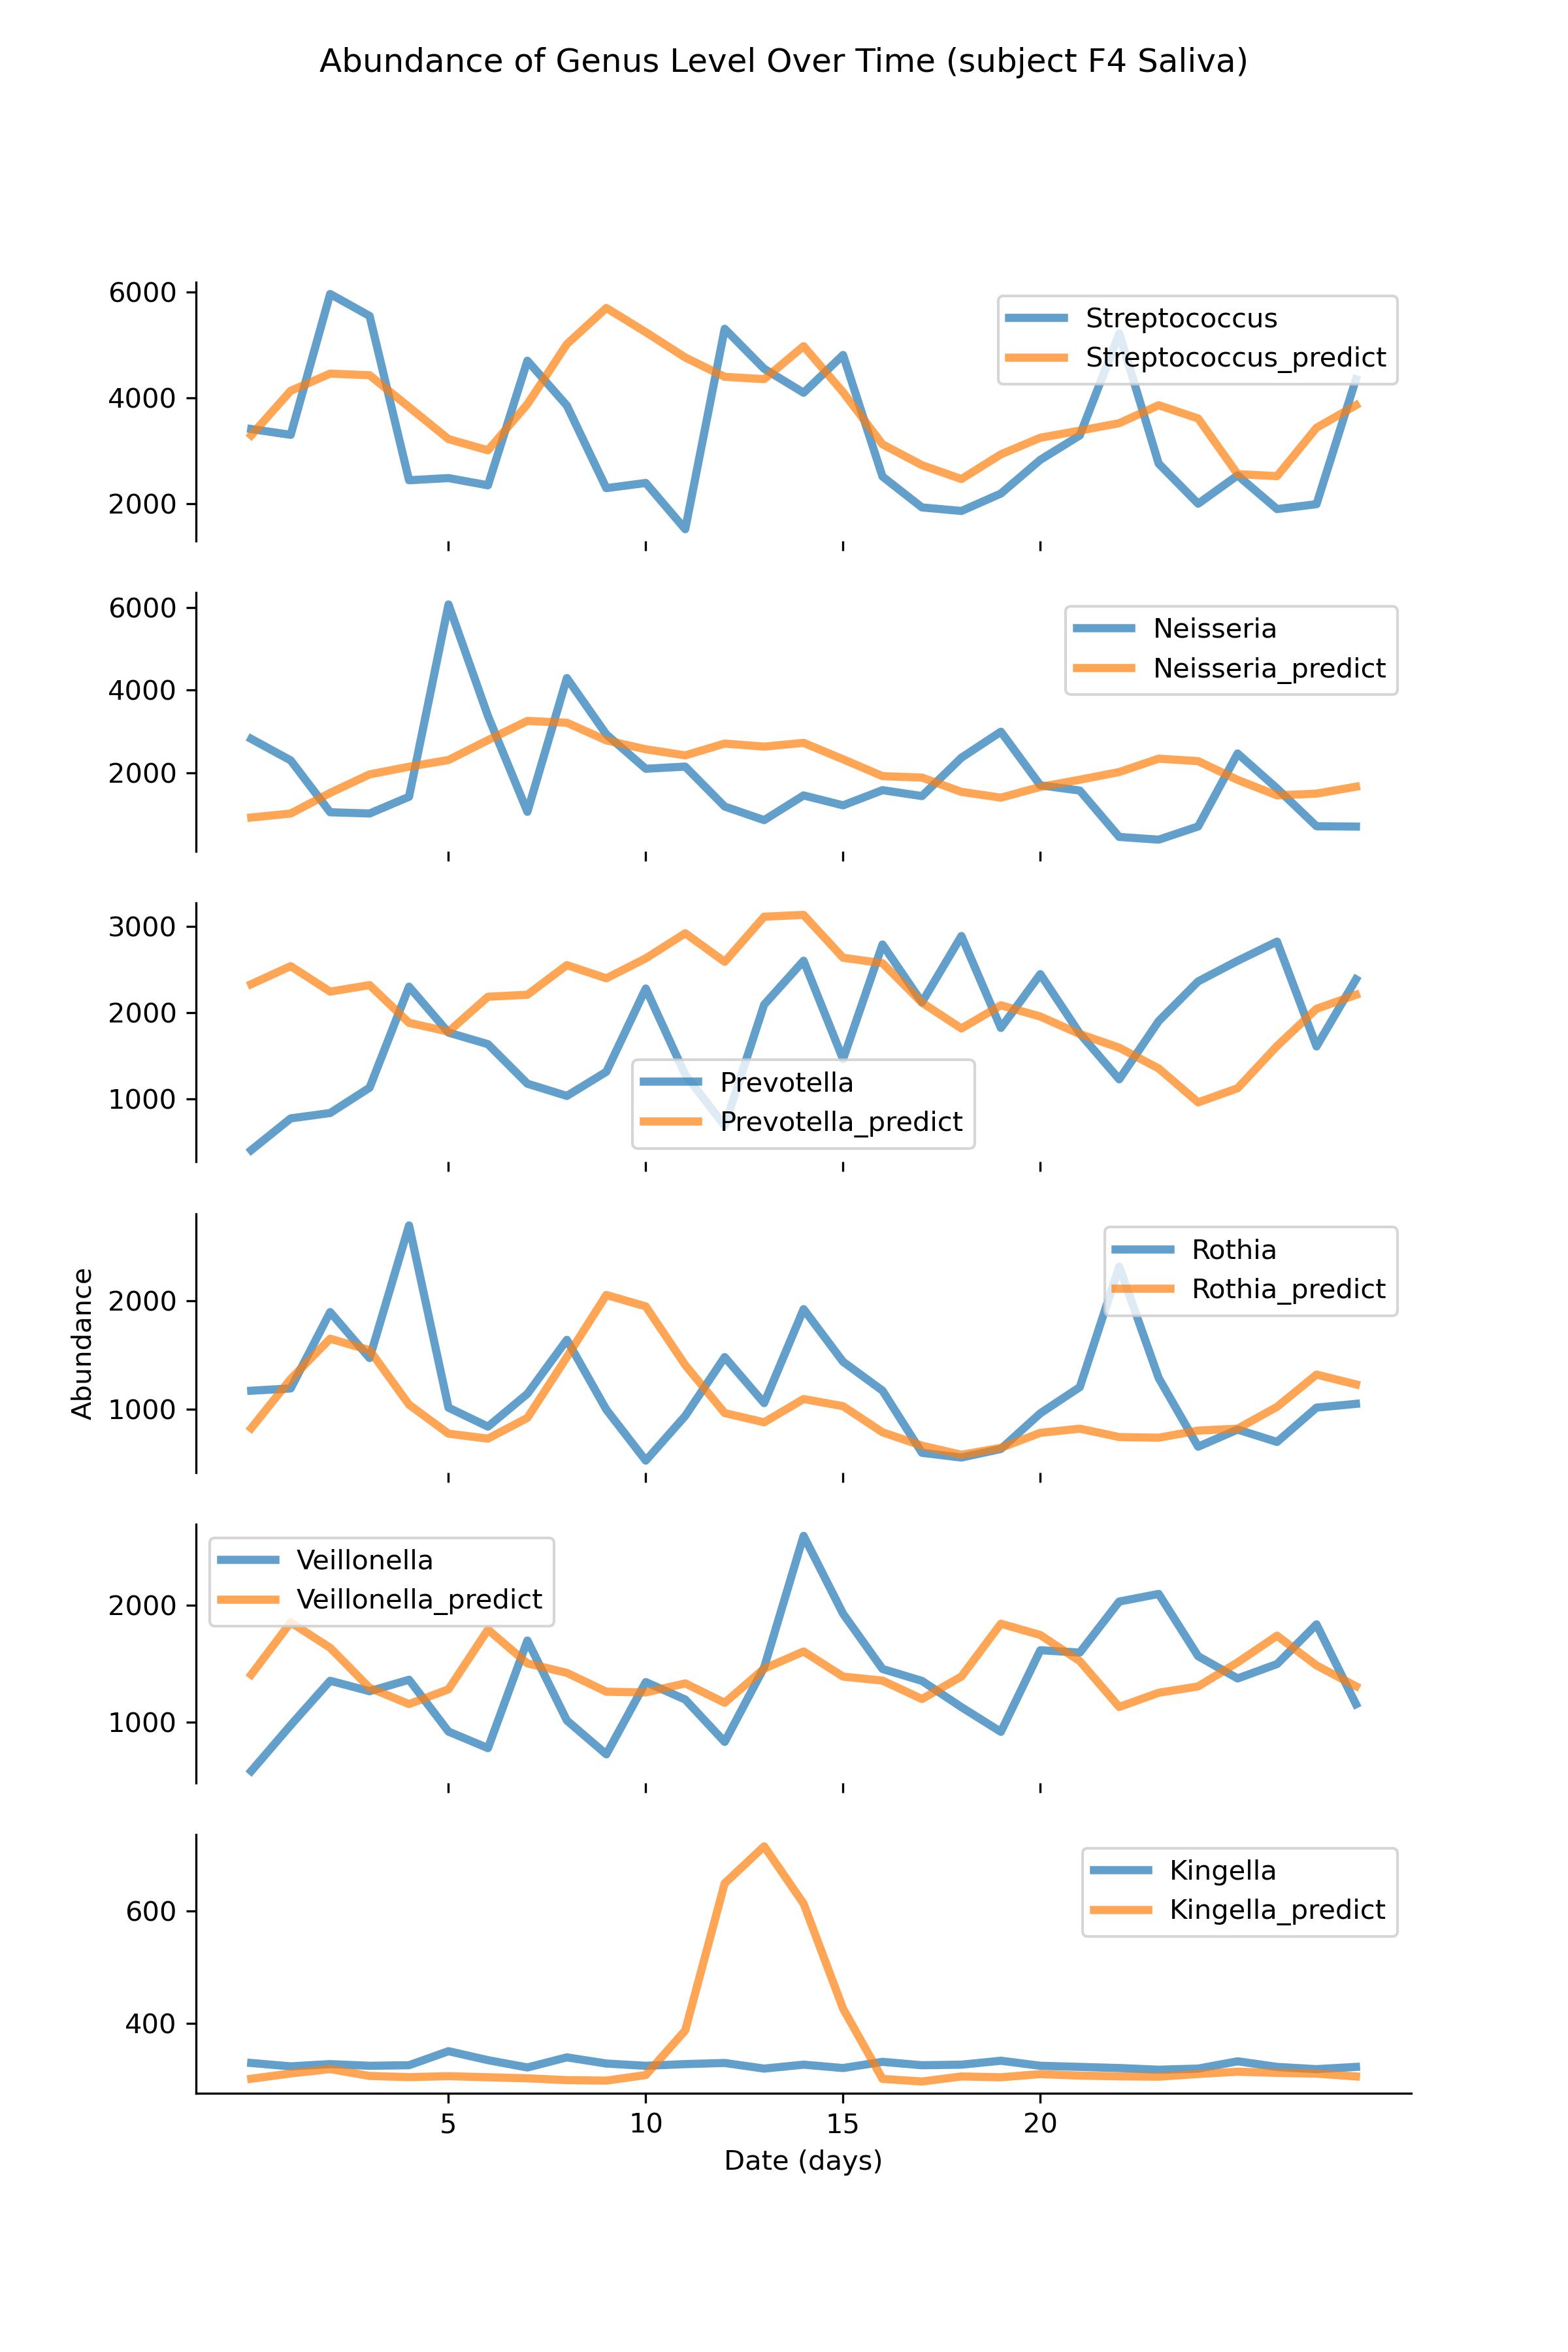 Abundance of Genus Level Over Time (subject F4 Saliva)
6000
4000
2000
Streptococcus
Streptococcus_predict
6000
4000
2000
Neisseria
Neisseria_predict
3000
2000
1000
Prevotella
Prevotella_predict
Abundance
2000
1000
Rothia
Rothia_predict
2000
1000
Veillonella
Veillonella_predict
600
400
Kingella
Kingella_predict
5 10 15 20
Date (days)